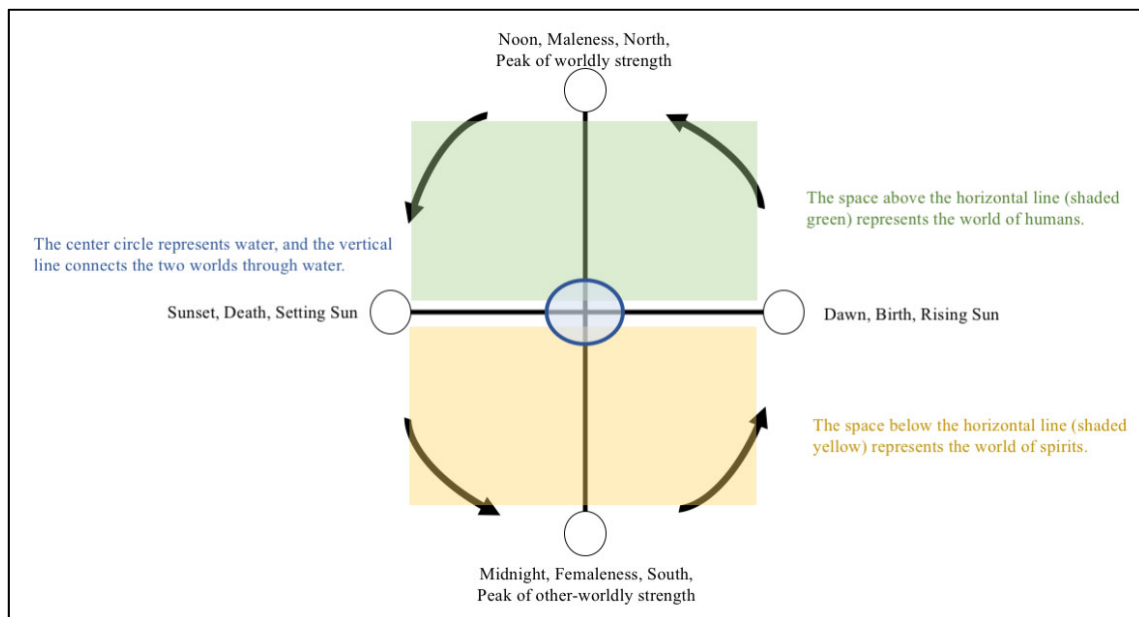 Noon, Maleness, North,
Peak of worldly strength
The space above the horizontal line (shaded
green) represents the world of humans.
The center circle represents water, and the vertical
line connects the two worlds through water.
Sunset, Death, Setting Sun
Dawn, Birth, Rising Sun
The space below the horizontal line (shaded
yellow) represents the world of spirits.
Midnight, Femaleness, South,
Peak of other-worldly strength